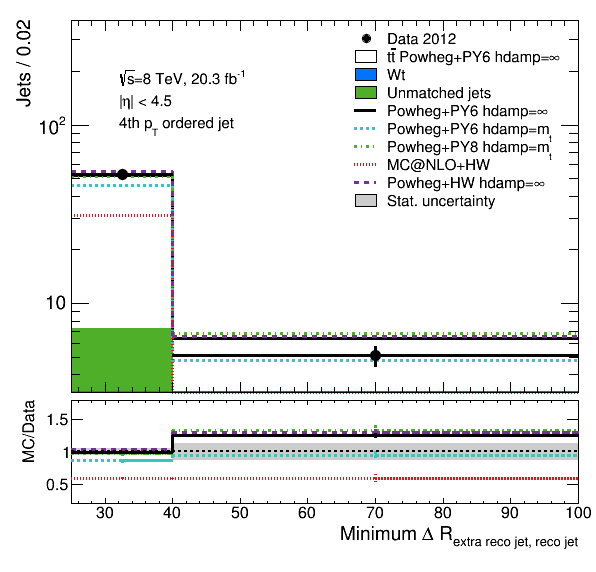 Jets / 0.02
10²
10
√s=8 TeV, 20.3 fb⁻¹
|η| < 4.5
4th p_T ordered jet
Data 2012
tt̄ Powheg+PY6 hdamp=∞
Wt
Unmatched jets
Powheg+PY6 hdamp=∞
Powheg+PY6 hdamp=m_t
Powheg+PY8 hdamp=m_t
MC@NLO+HW
Powheg+HW hdamp=∞
Stat. uncertainty
MC/Data
1.5
1
0.5
30 40 50 60 70 80 90 100
Minimum Δ R_extra reco jet, reco jet